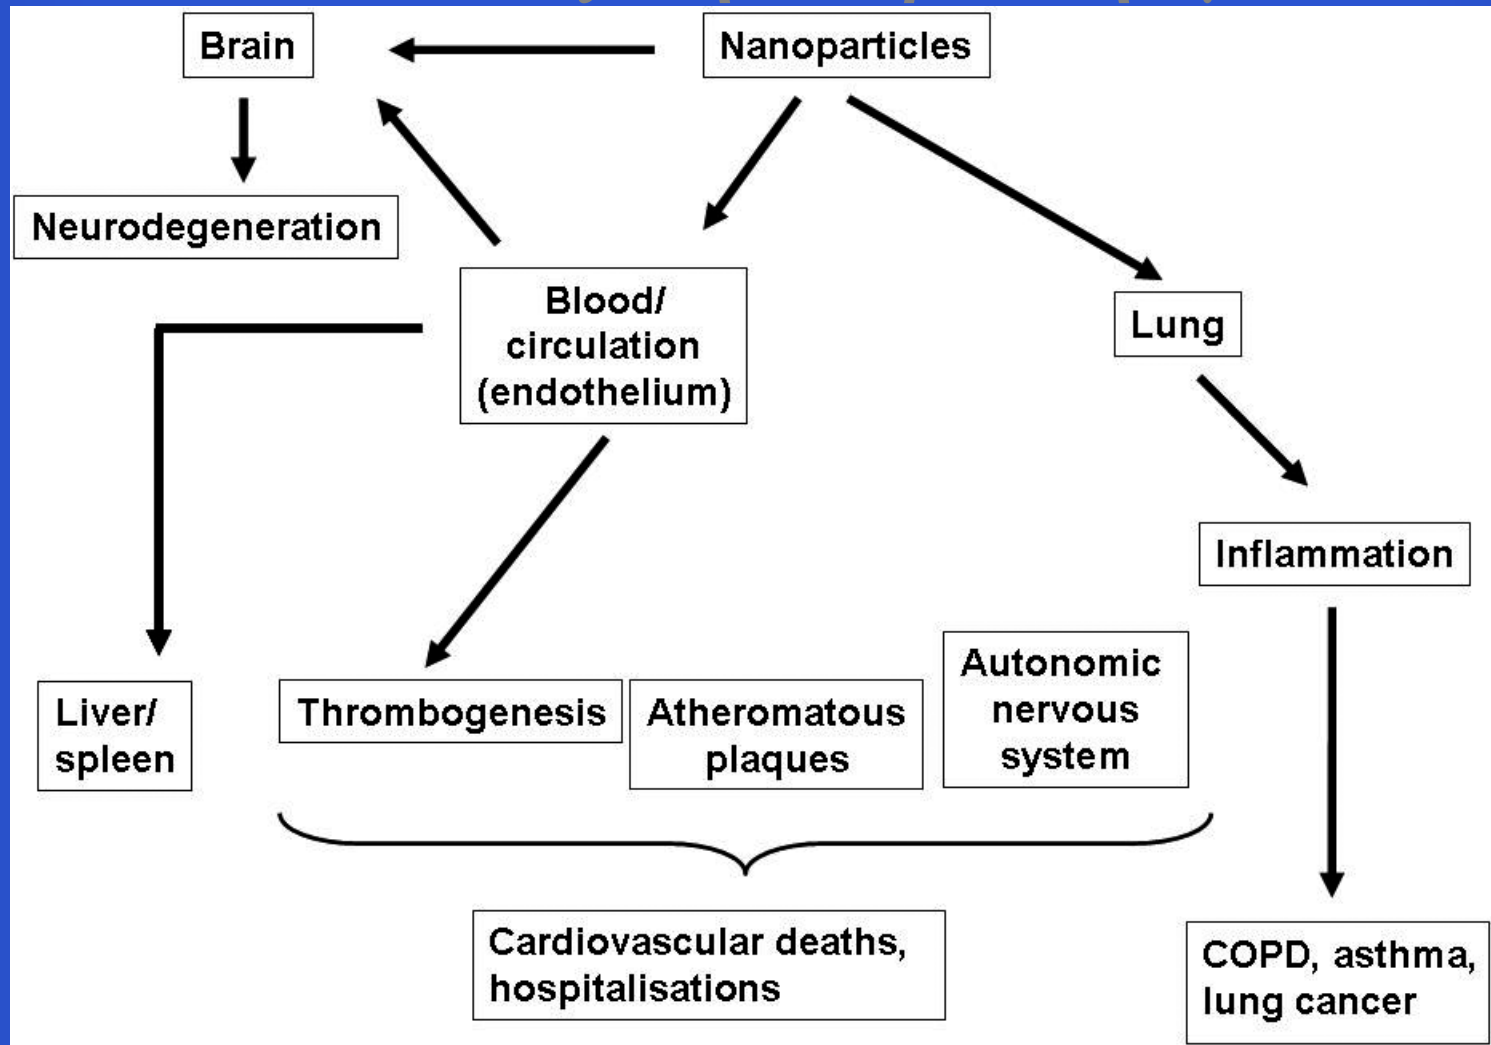 Brain
Nanoparticles
Neurodegeneration
Blood/
circulation
(endothelium)
Lung
Inflammation
Liver/
spleen
Thrombogenesis
Atheromatous
plaques
Autonomic
nervous
system
Cardiovascular deaths,
hospitalisations
COPD, asthma,
lung cancer